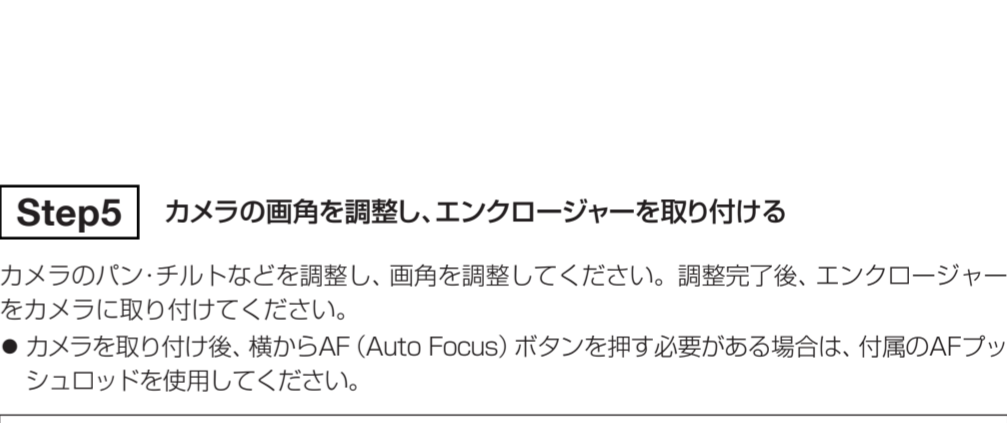 Step5 カメラの画角を調整し、エンクロージャーを取り付ける
カメラのパン・チルトなどを調整し、画角を調整してください。調整完了後、エンクロージャー
をカメラに取り付けてください。
● カメラを取り付け後、横からAF（Auto Focus）ボタンを押す必要がある場合は、付属のAFプッ
シュロッドを使用してください。